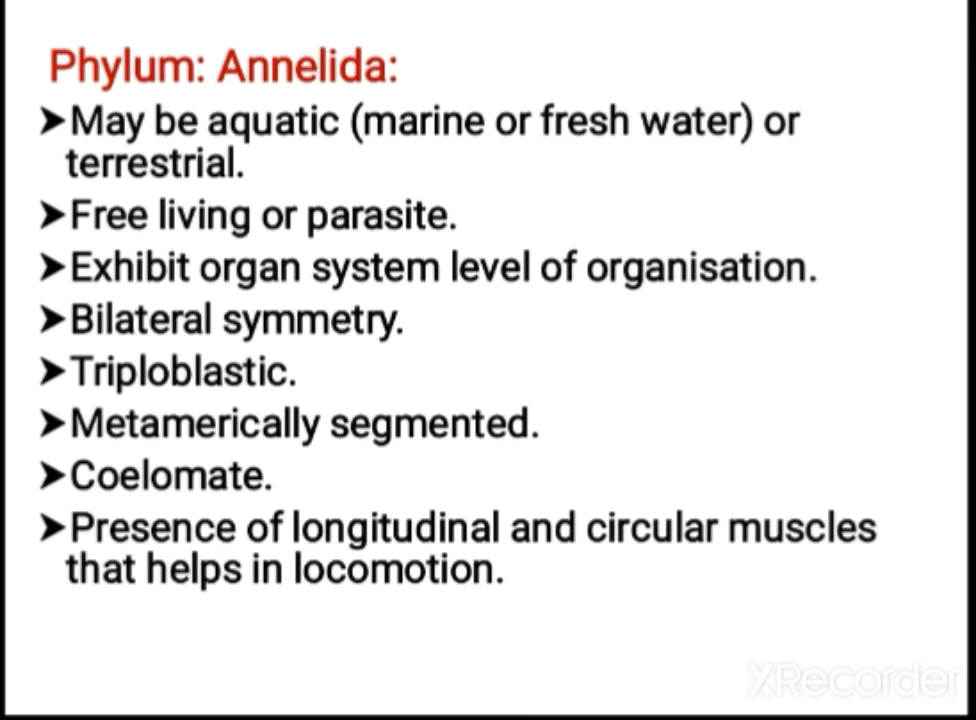 Phylum: Annelida:
➤May be aquatic (marine or fresh water) or
terrestrial.
➤Free living or parasite.
➤Exhibit organ system level of organisation.
➤Bilateral symmetry.
➤Triploblastic.
➤Metamerically segmented.
➤Coelomate.
➤Presence of longitudinal and circular muscles
that helps in locomotion.
XRecorder